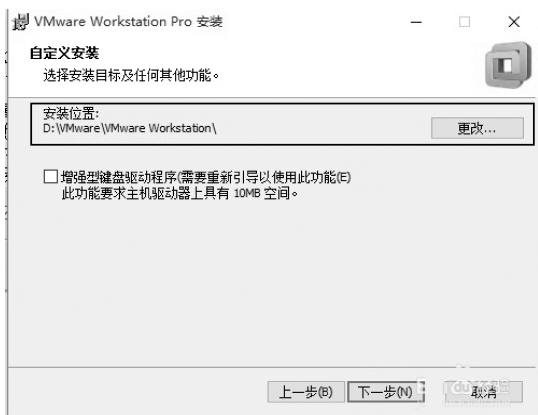 VMware Workstation Pro 安装
自定义安装
选择安装目标及任何其他功能。
安装位置:
D:\VMware\VMware Workstation\
更改...
增强型键盘驱动程序(需要重新引导以使用此功能(E)
此功能要求主机驱动器上具有 10MB 空间。
上一步(B) 下一步(N) 取消